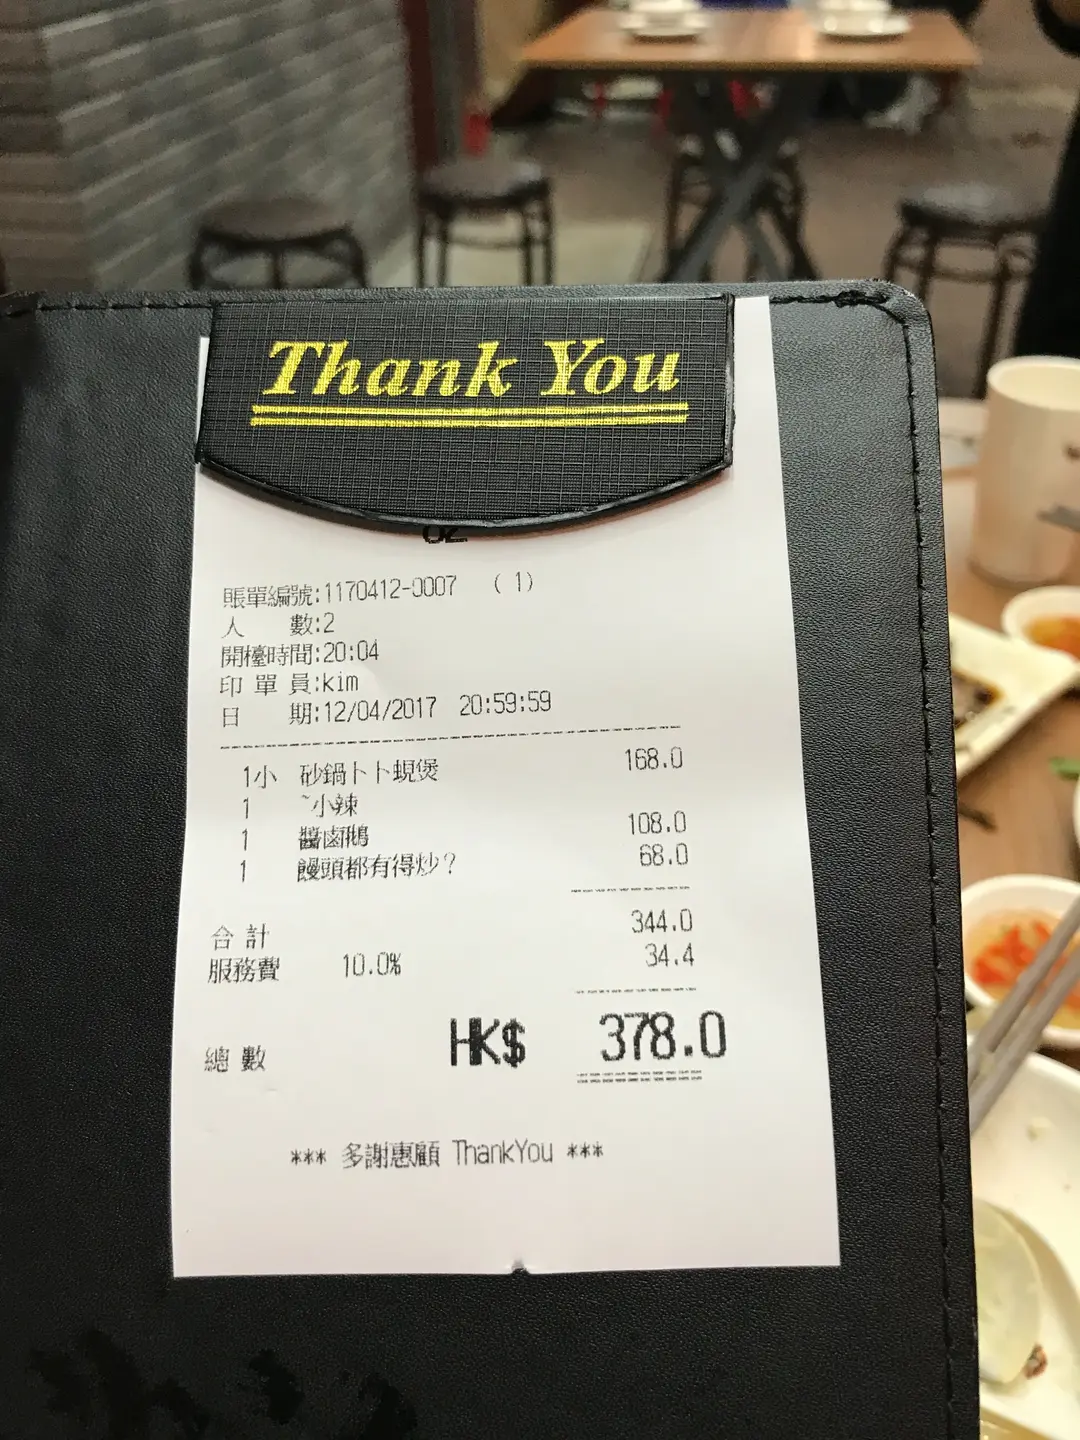 Thank You
02
賬單編號:1170412-0007 (1)
人 數:2
開檯時間:20:04
印單員:kim
日 期:12/04/2017 20:59:59
1小 砂鍋卜卜蜆煲 168.0
1 ~小辣
1 醬鹵鵝 108.0
1 饅頭都有得炒? 68.0
合計 344.0
服務費 10.0% 34.4
總數 HK$ 378.0
*** 多謝惠顧 ThankYou ***